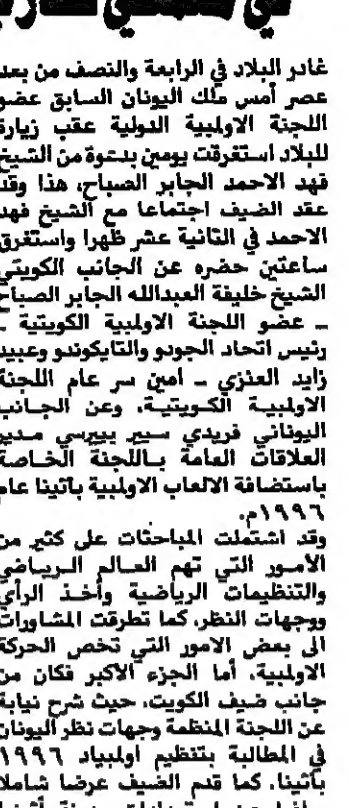 غادر البلاد في الرابعة والنصف من بعد
عصر أمس ملك اليونان السابق عضو
اللجنة الاولمبية الدولية عقب زيارة
للبلاد استغرقت يومين بدعوة من الشيخ
فهد الاحمد الجابر الصباح، هذا وقد
عقد الضيف اجتماعا مع الشيخ فهد
الاحمد في الثانية عشر ظهرا واستغرق
ساعتين حضره عن الجانب الكويتي
الشيخ خليفة العبدالله الجابر الصباح
ـ عضو اللجنة الاولمبية الكويتية ـ
رئيس اتحاد الجودو والتايكوندو وعبيد
زايد العنزي ـ امين سر عام اللجنة
الاولمبية الكويتية، وعن الجانب
اليوناني فريدي سيير بييرسي مدير
العلاقات العامة باللجنة الخاصة
باستضافة الالعاب الاولمبية باثينا عام
١٩٩٦م.
وقد اشتملت المباحثات على كثير من
الأمور التي تهم العالم الرياضي
والتنظيمات الرياضية وأخذ الرأي
ووجهات النظر، كما تطرقت المشاورات
الى بعض الامور التي تخص الحركة
الاولمبية، أما الجزء الاكبر فكان من
جانب ضيف الكويت، حيث شرح نيابة
عن اللجنة المنظمة وجهات نظر اليونان
في المطالبة بتنظيم اولمبياد ١٩٩٦
بأثينا، كما قدم الضيف عرضا شاملا